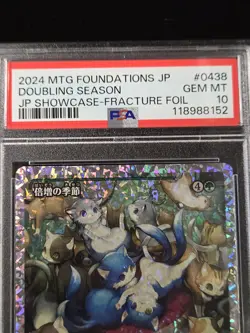 2024 MTG FOUNDATIONS JP #0438
DOUBLING SEASON GEM MT
JP SHOWCASE-FRACTURE FOIL 10
PSA 118988152
倍増の季節 4